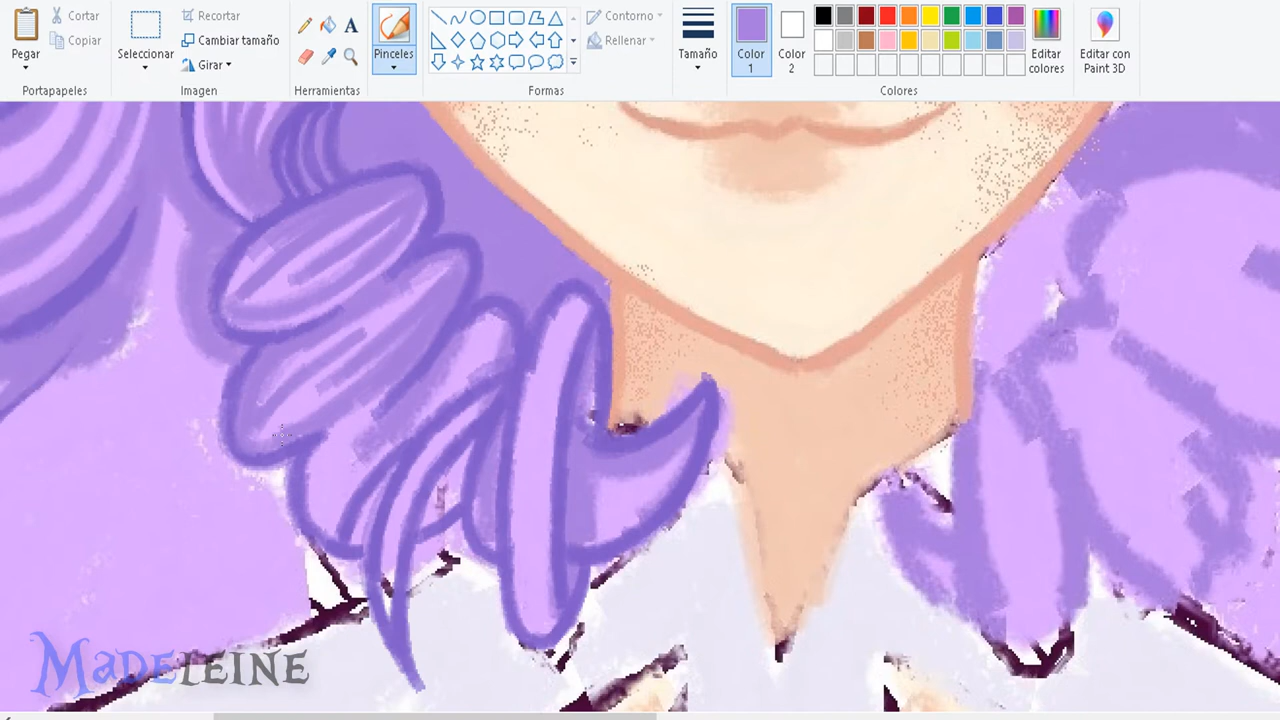 Pegar
Cortar
Copiar
Portapapeles
Seleccionar
Recortar
Cambiar tamaño
Girar
Imagen
A
Herramientas
Pinceles
Contorno
Rellenar
Formas
Tamaño
Color 1
Color 2
Editar colores
Colores
Editar con Paint 3D
MADELEINE